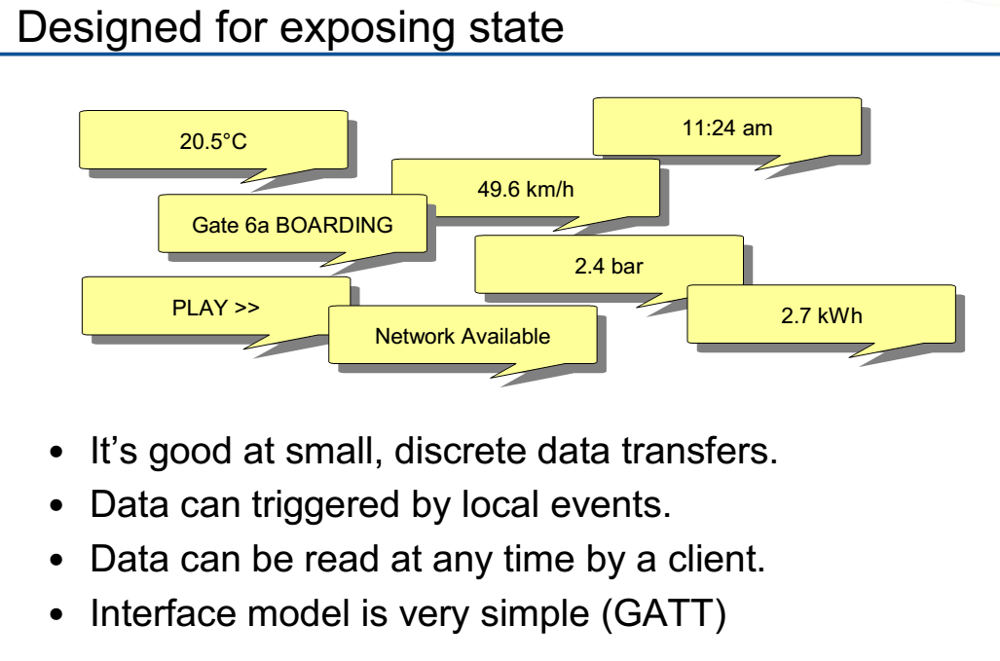 Designed for exposing state
20.5°C
11:24 am
49.6 km/h
Gate 6a BOARDING
2.4 bar
PLAY >>
2.7 kWh
Network Available
• It’s good at small, discrete data transfers.
• Data can triggered by local events.
• Data can be read at any time by a client.
• Interface model is very simple (GATT)